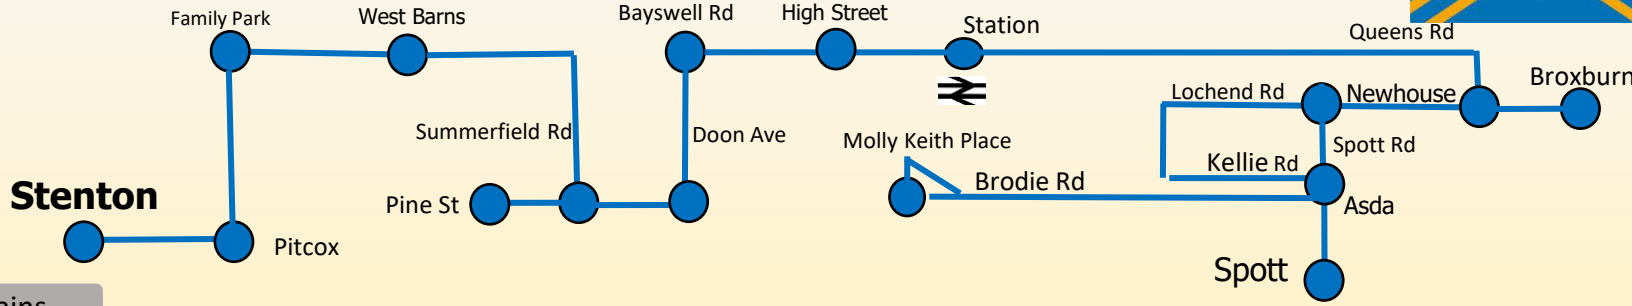 Family Park
West Barns
Bayswell Rd
High Street
Station
Queens Rd
Broxburn
Lochend Rd
Newhouse
Summerfield Rd
Doon Ave
Molly Keith Place
Spott Rd
Kellie Rd
Brodie Rd
Stenton
Pine St
Asda
Pitcox
Spott